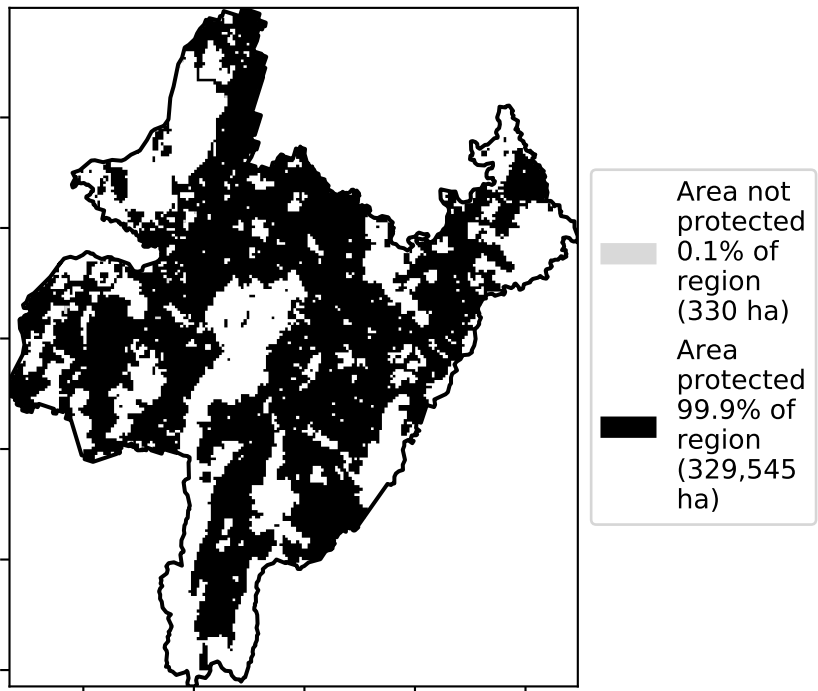 Area not
protected
0.1% of
region
(330 ha)
Area
protected
99.9% of
region
(329,545
ha)